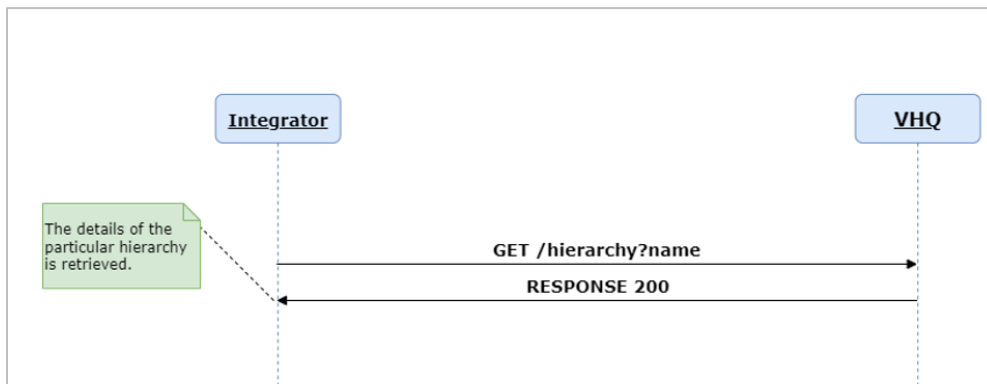 Integrator
VHQ
The details of the
particular hierarchy
is retrieved.
GET /hierarchy?name
RESPONSE 200